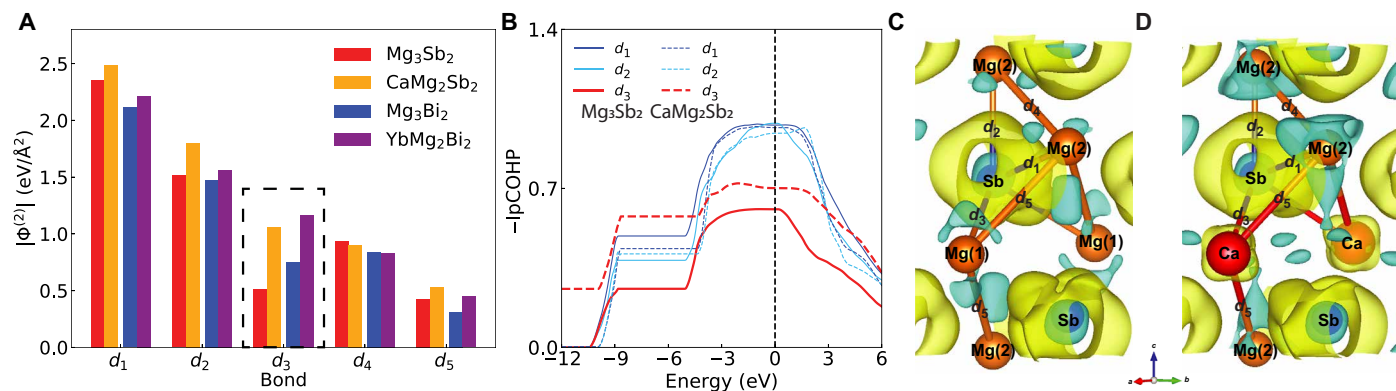 A
|Φ⁽²⁾| (eV/Å²)
2.5
2.0
1.5
1.0
0.5
0.0
Mg₃Sb₂
CaMg₂Sb₂
Mg₃Bi₂
YbMg₂Bi₂
d₁ d₂ d₃ d₄ d₅
Bond
B
−IpCOHP
1.4
0.7
0.0
d₁ d₁
d₂ d₂
d₃ d₃
Mg₃Sb₂ CaMg₂Sb₂
−12 −9 −6 −3 0 3 6
Energy (eV)
C
Mg(2)
d₄
d₂
Mg(2)
d₁
Sb
d₅
d₃
Mg(1)
Mg(1)
d₅
Sb
Mg(2)
D
Mg(2)
d₄
d₂
Mg(2)
d₁
Sb
d₅
d₃
Ca
Ca
d₅
Sb
Mg(2)
c
a b